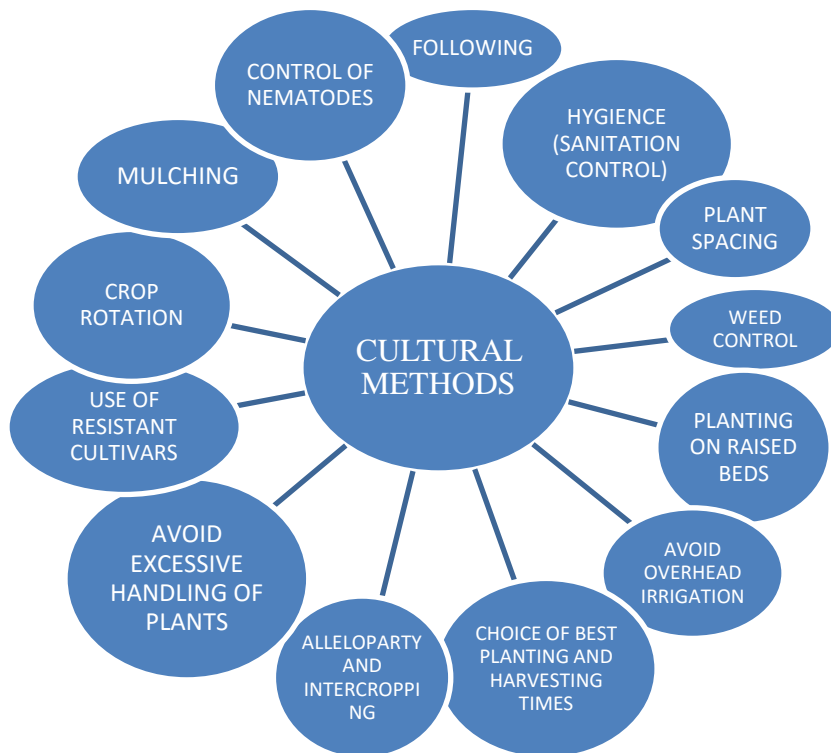 FOLLOWING
CONTROL OF
NEMATODES
HYGIENCE
(SANITATION
CONTROL)
MULCHING
PLANT
SPACING
CROP
ROTATION
WEED
CONTROL
CULTURAL
METHODS
USE OF
RESISTANT
CULTIVARS
PLANTING
ON RAISED
BEDS
AVOID
EXCESSIVE
HANDLING OF
PLANTS
AVOID
OVERHEAD
IRRIGATION
ALLELOPARTY
AND
INTERCROPPI
NG
CHOICE OF BEST
PLANTING AND
HARVESTING
TIMES